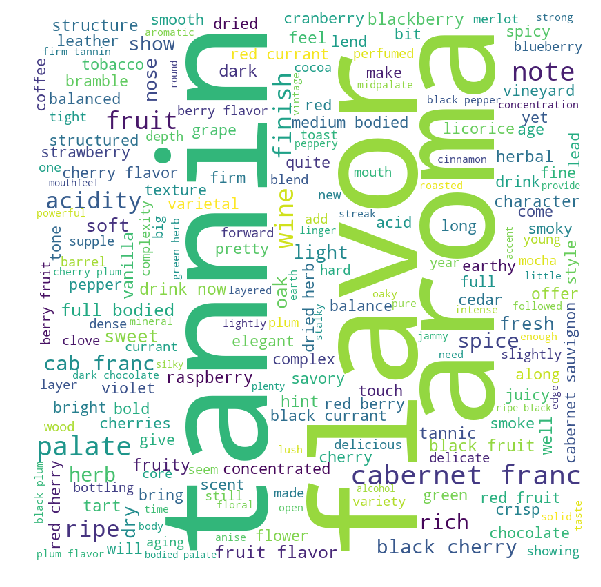 smooth
dried
cranberry
blackberry
merlot
strong
structure
aromatic
firm tannin
leather
show
feel
lend
bit
spicy
blueberry
coffee
tobacco
nose
round
dark
red currant
perfumed
cocoa
make
note
bramble
balanced
berry flavor
vintage
red
midpalate
black pepper
concentration
vineyard
tight
depth
grape
finish
medium bodied
licorice
age
yet
structured
fruit
toast
strawberry
cherry flavor
firm
peppery
quite
mouth
cinnamon
herbal
lead
one
mouthfeel
texture
blend
new
roasted
drink
fine
provide
acidity
varietal
wine
streak
character
powerful
soft
complexity
big
green herb
forward
add
linger
acid
long
come
tone
supple
vanilla
pretty
light
smoky
barrel
oak
earth
hard
year
earthy
accent
young
cherry plum
layered
dried herb
mocha
style
berry fruit
pepper
drink now
balance
oaky
pure
full
little
full bodied
mineral
lightly
plum
stalky
intense
cedar
offer
dense
sweet
elegant
followed
fresh
clove
currant
jammy
enough
cab franc
silky
complex
spice
slightly
layer
dark chocolate
raspberry
savory
need
edge
along
violet
plenty
touch
ripe black
juicy
cabernet sauvignon
bright
bold
hint
red berry
wood
cherries
black currant
tannic
smoke
well
palate
give
lush
delicious
black fruit
fruity
cherry
delicate
tannin
flavor
aroma
black plum
red cherry
herb
core
seem
concentrated
cabernet franc
bottling
scent
alcohol
ripe
bring
still
floral
made
variety
green
red fruit
tart
dry
time
open
rich
crisp
solid
taste
body
anise
flower
chocolate
will
aging
plum flavor
bodied palate
fruit flavor
black cherry
showing